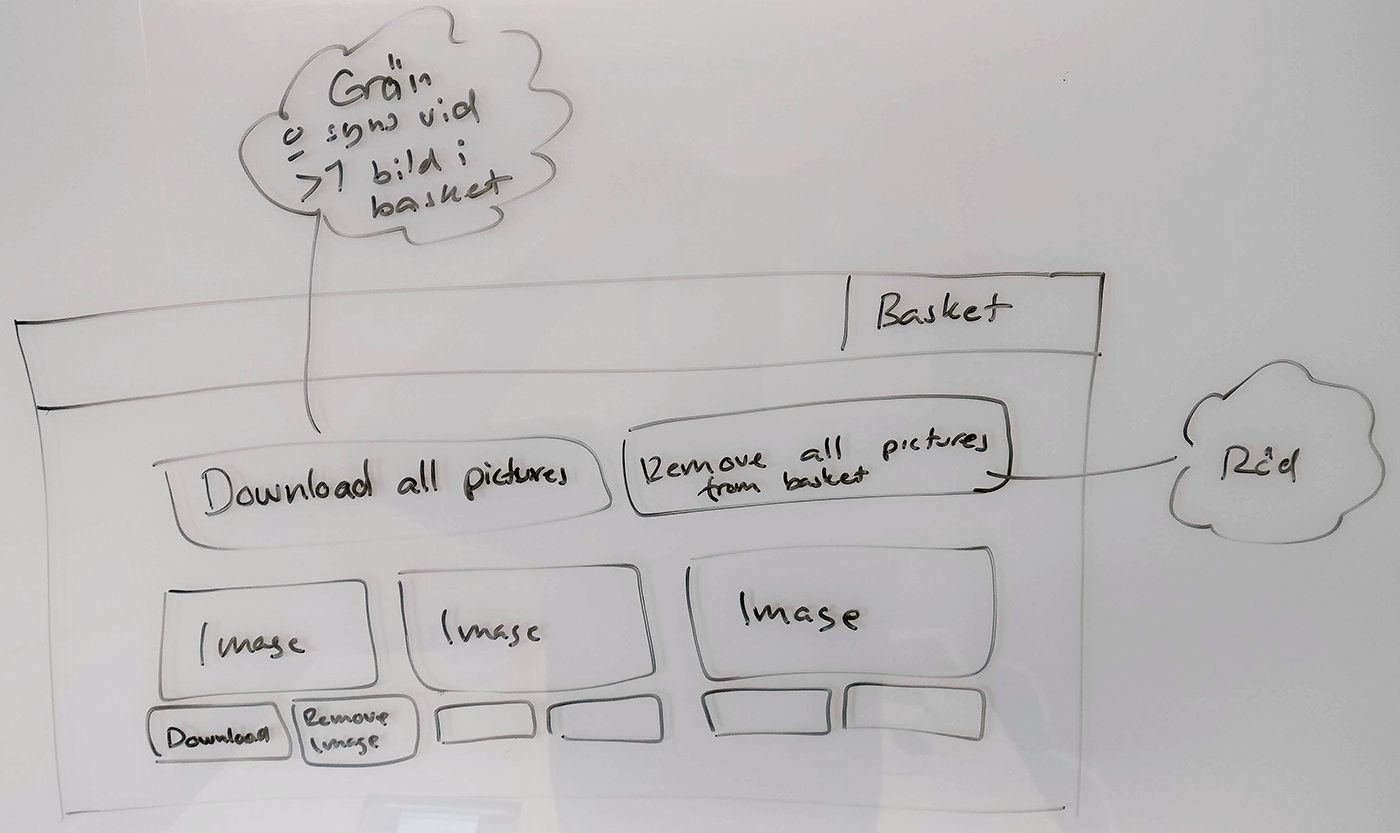 Grön
o syns vid
>1 bild i
basket
Basket
Download all pictures
Remove all pictures
from basket
Röd
Image
Image
Image
Download
Remove
Image